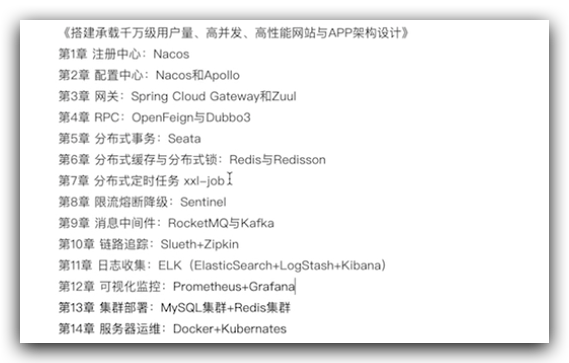 《搭建承载千万级用户量、高并发、高性能网站与APP架构设计》
第1章 注册中心：Nacos
第2章 配置中心：Nacos和Apollo
第3章 网关：Spring Cloud Gateway和Zuul
第4章 RPC：OpenFeign与Dubbo3
第5章 分布式事务：Seata
第6章 分布式缓存与分布式锁：Redis与Redisson
第7章 分布式定时任务 xxl-job
第8章 限流熔断降级：Sentinel
第9章 消息中间件：RocketMQ与Kafka
第10章 链路追踪：Slueth+Zipkin
第11章 日志收集：ELK（ElasticSearch+LogStash+Kibana）
第12章 可视化监控：Prometheus+Grafana
第13章 集群部署：MySQL集群+Redis集群
第14章 服务器运维：Docker+Kubernates